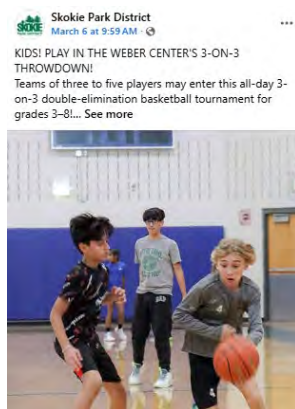 Skokie Park District
March 6 at 9:59 AM ·
KIDS! PLAY IN THE WEBER CENTER'S 3-ON-3
THROWDOWN!
Teams of three to five players may enter this all-day 3-
on-3 double-elimination basketball tournament for
grades 3–8!... See more
SKOKIE
4
GAP